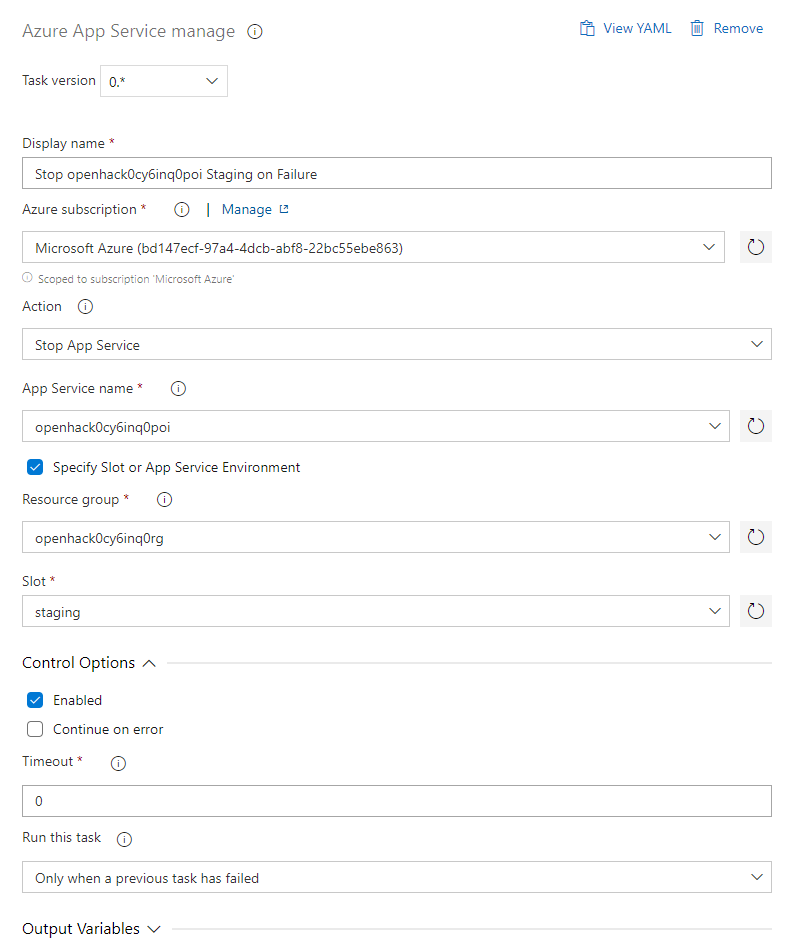 Azure App Service manage
View YAML
Remove
Task version 0.*
Display name *
Stop openhack0cy6inq0poi Staging on Failure
Azure subscription * | Manage
Microsoft Azure (bd147ecf-97a4-4dcb-abf8-22bc55ebe863)
Scoped to subscription 'Microsoft Azure'
Action
Stop App Service
App Service name *
openhack0cy6inq0poi
Specify Slot or App Service Environment
Resource group *
openhack0cy6inq0rg
Slot *
staging
Control Options
Enabled
Continue on error
Timeout *
0
Run this task
Only when a previous task has failed
Output Variables